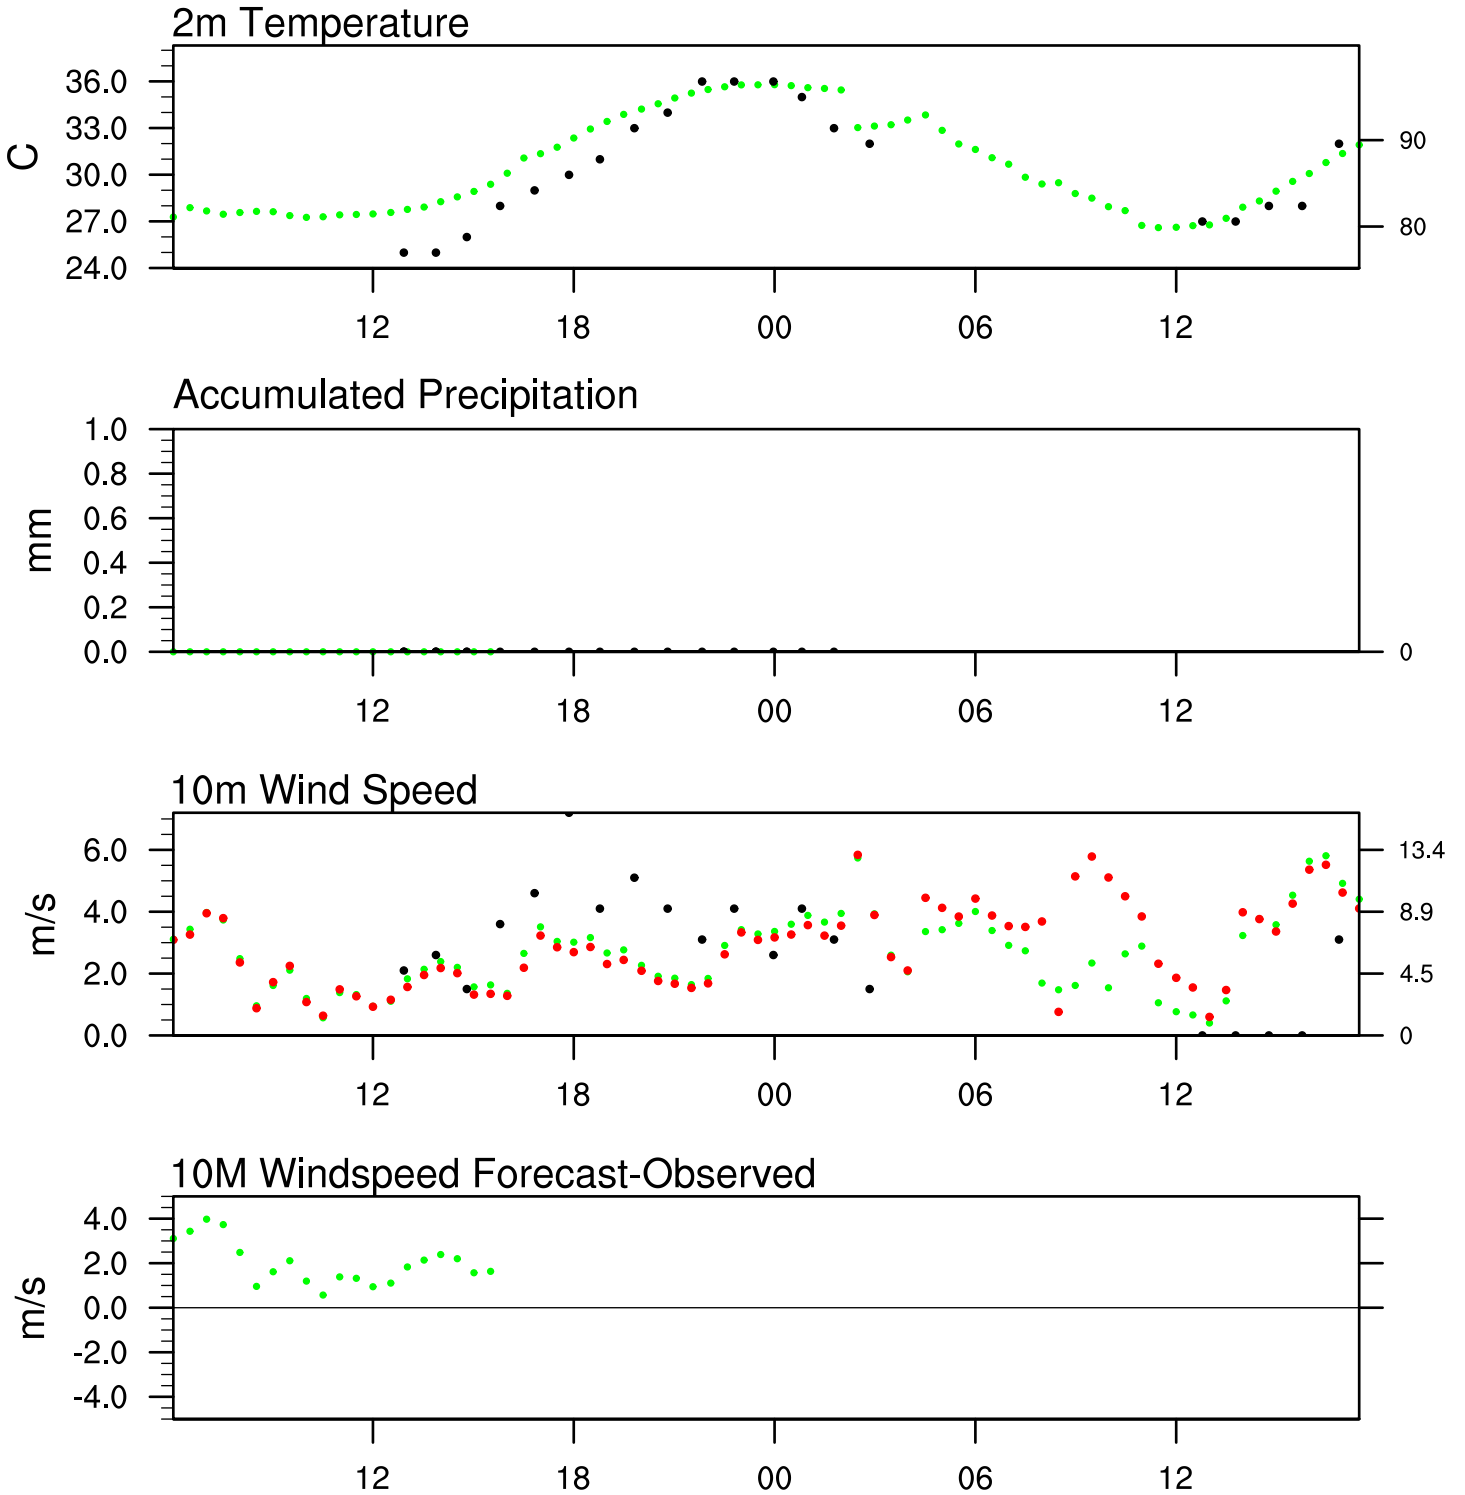 2m Temperature
36.0
33.0
30.0
27.0
24.0
C
90
80
12 18 00 06 12
Accumulated Precipitation
1.0
0.8
0.6
0.4
0.2
0.0
mm
0
12 18 00 06 12
10m Wind Speed
6.0
4.0
2.0
0.0
m/s
13.4
8.9
4.5
0
12 18 00 06 12
10M Windspeed Forecast-Observed
4.0
2.0
0.0
-2.0
-4.0
m/s
12 18 00 06 12